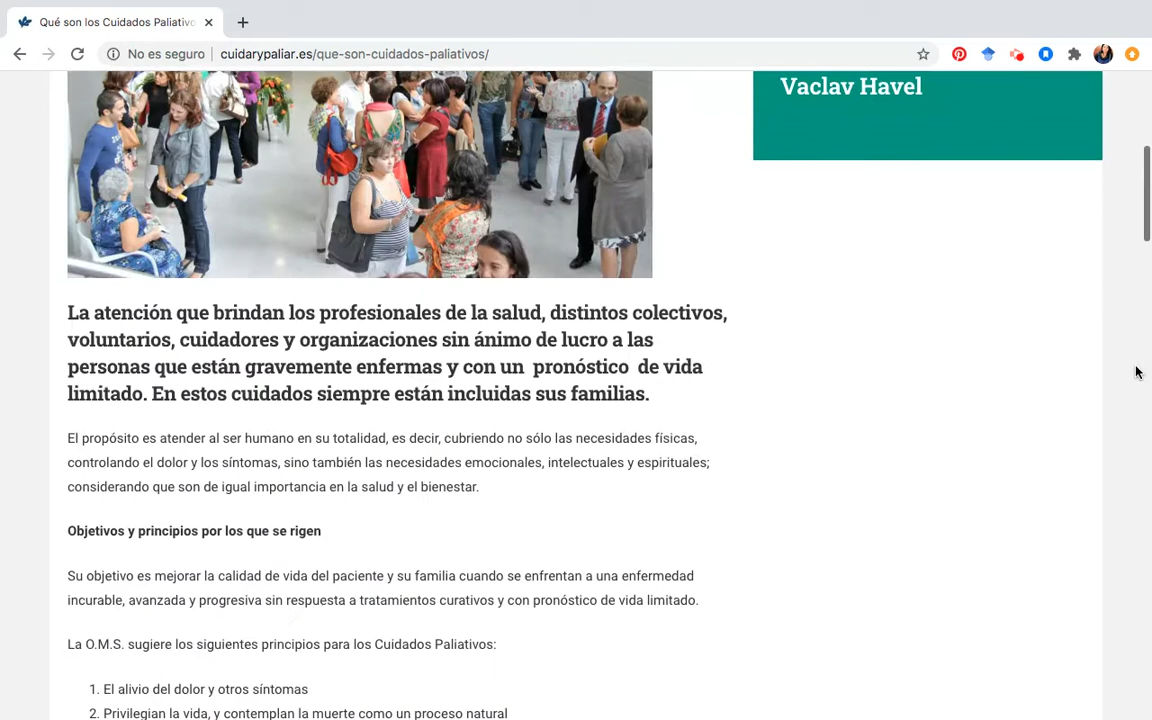 Qué son los Cuidados Paliativo
No es seguro
cuidarypaliar.es/que-son-cuidados-paliativos/
Vaclav Havel
La atención que brindan los profesionales de la salud, distintos colectivos,
voluntarios, cuidadores y organizaciones sin ánimo de lucro a las
personas que están gravemente enfermas y con un pronóstico de vida
limitado. En estos cuidados siempre están incluidas sus familias.
El propósito es atender al ser humano en su totalidad, es decir, cubriendo no sólo las necesidades físicas,
controlando el dolor y los síntomas, sino también las necesidades emocionales, intelectuales y espirituales;
considerando que son de igual importancia en la salud y el bienestar.
Objetivos y principios por los que se rigen
Su objetivo es mejorar la calidad de vida del paciente y su familia cuando se enfrentan a una enfermedad
incurable, avanzada y progresiva sin respuesta a tratamientos curativos y con pronóstico de vida limitado.
La O.M.S. sugiere los siguientes principios para los Cuidados Paliativos:
1. El alivio del dolor y otros síntomas
2. Privilegian la vida, y contemplan la muerte como un proceso natural